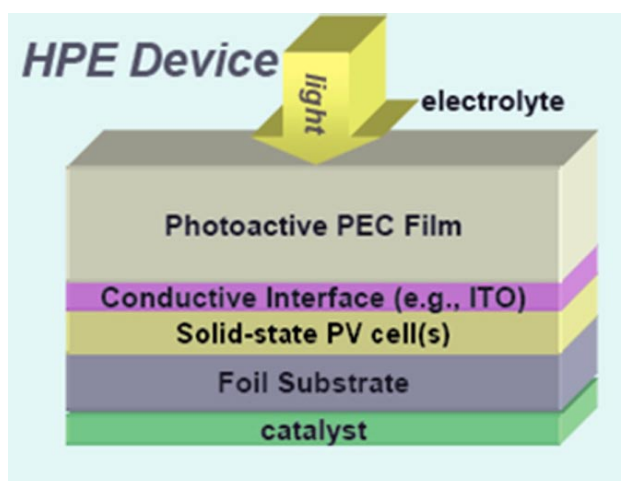 HPE Device
light
electrolyte
Photoactive PEC Film
Conductive Interface (e.g., ITO)
Solid-state PV cell(s)
Foil Substrate
catalyst